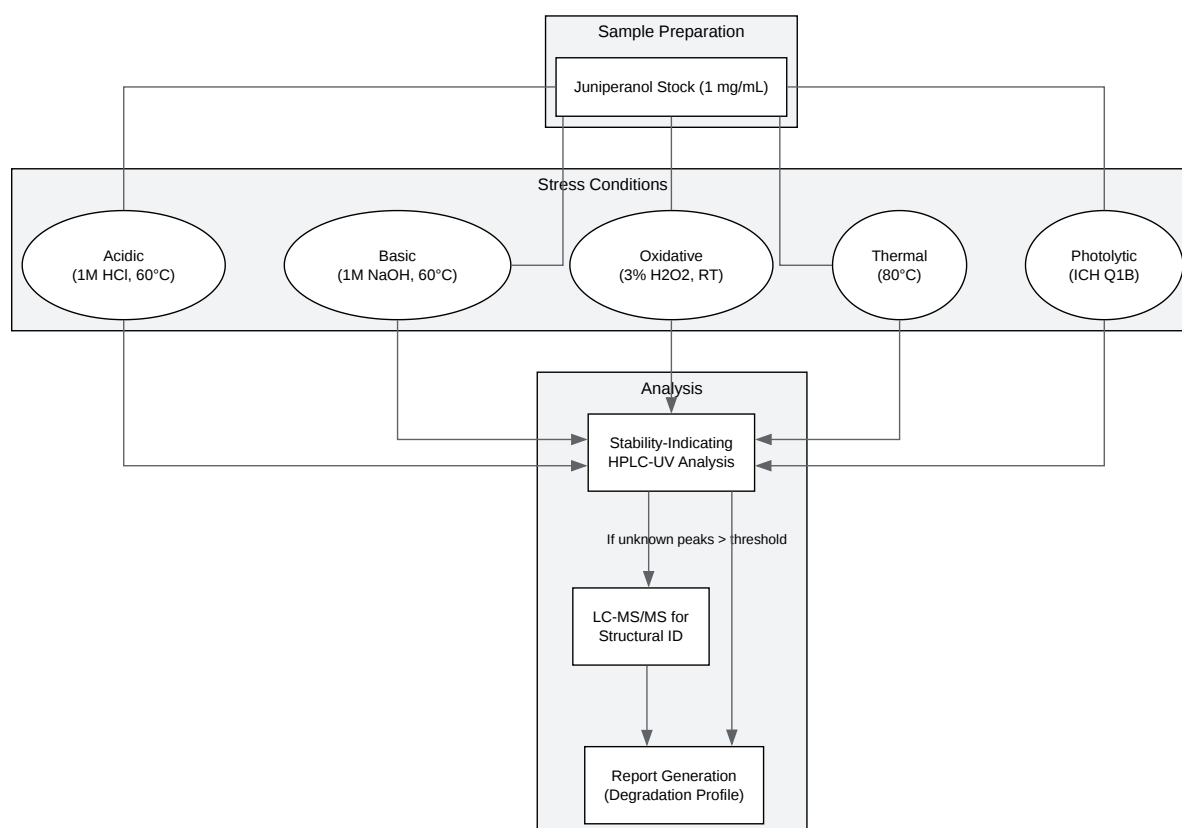 Sample Preparation
Juniperanol Stock (1 mg/mL)
Stress Conditions
Acidic
(1M HCl, 60°C)
Basic
(1M NaOH, 60°C)
Oxidative
(3% H2O2, RT)
Thermal
(80°C)
Photolytic
(ICH Q1B)
Analysis
Stability-Indicating
HPLC-UV Analysis
If unknown peaks > threshold
LC-MS/MS for
Structural ID
Report Generation
(Degradation Profile)